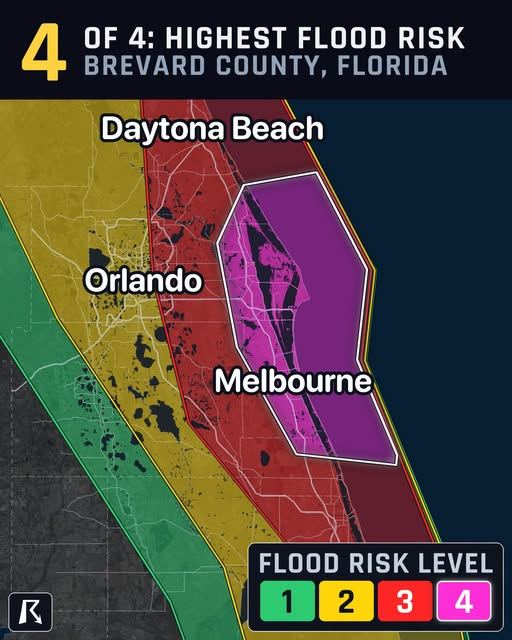 4 OF 4: HIGHEST FLOOD RISK
BREVARD COUNTY, FLORIDA
Daytona Beach
Orlando
Melbourne
FLOOD RISK LEVEL
1 2 3 4
R